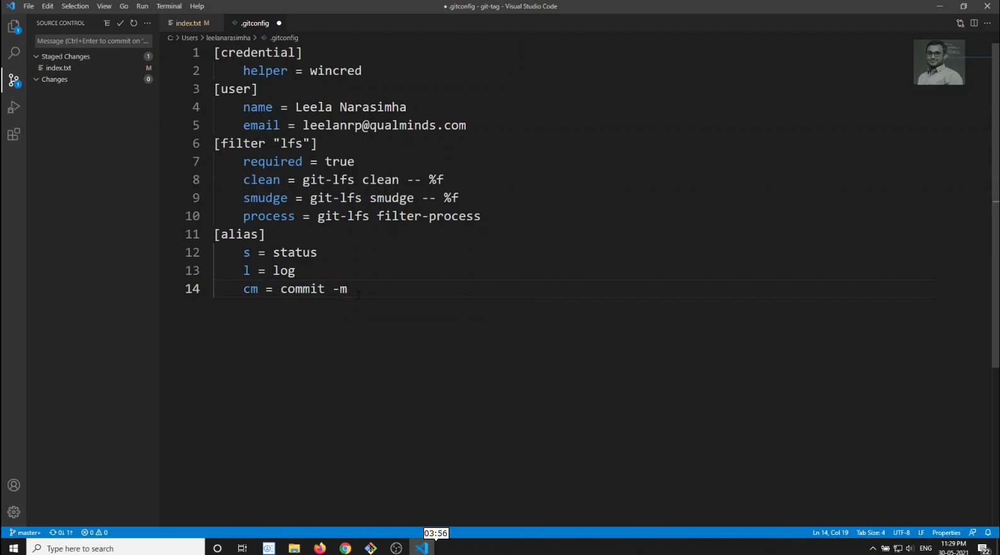 File Edit Selection View Go Run Terminal Help
● .gitconfig - git-tag - Visual Studio Code
SOURCE CONTROL
index.txt M
.gitconfig ●
C: > Users > leelanarasimha > .gitconfig
Message (Ctrl+Enter to commit on '...
Staged Changes 1
index.txt M
Changes 0
1 [credential]
2 helper = wincred
3 [user]
4 name = Leela Narasimha
5 email = leelanrp@qualminds.com
6 [filter "lfs"]
7 required = true
8 clean = git-lfs clean -- %f
9 smudge = git-lfs smudge -- %f
10 process = git-lfs filter-process
11 [alias]
12 s = status
13 l = log
14 cm = commit -m
1
1
master+ 0↓ 1↑ 0 0
03:56
Ln 14, Col 19 Tab Size: 4 UTF-8 LF Properties
Type here to search
ENG
11:29 PM
30-05-2021
22